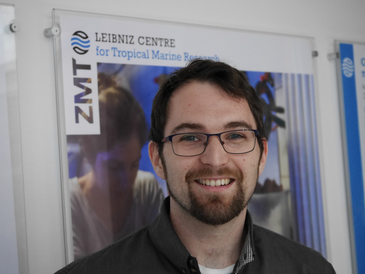 LEIBNIZ CENTRE
for Tropical Marine Research
ZMT